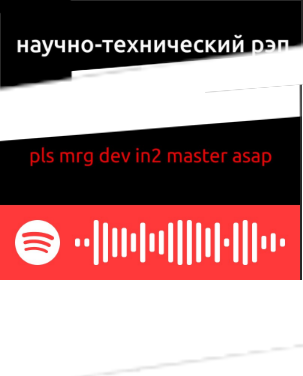 научно-технический рэп
pls mrg dev in2 master asap